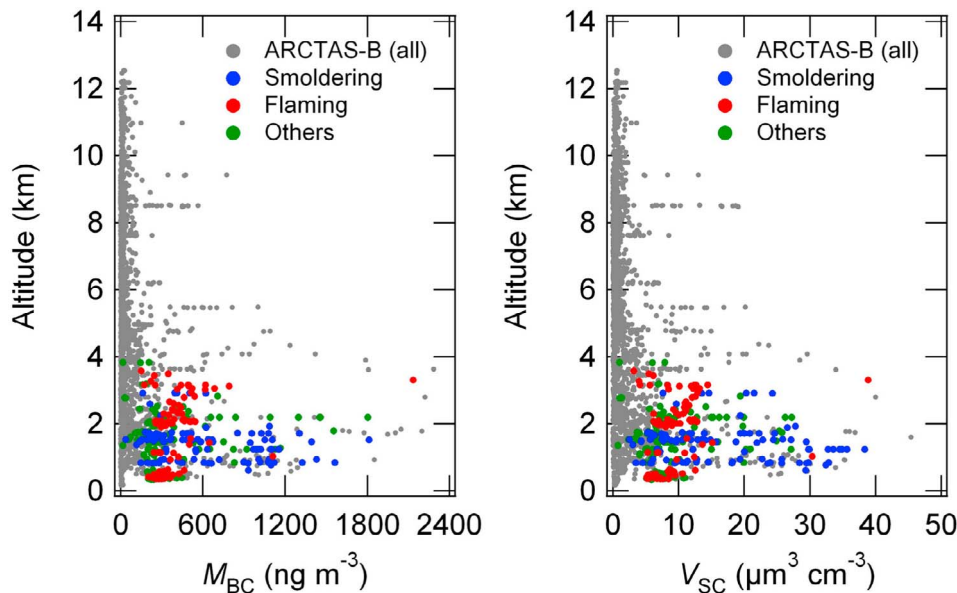 14
12
10
8
6
4
2
0
Altitude (km)
ARCTAS-B (all)
Smoldering
Flaming
Others
0 600 1200 1800 2400
M_BC (ng m⁻³)
14
12
10
8
6
4
2
0
Altitude (km)
ARCTAS-B (all)
Smoldering
Flaming
Others
0 10 20 30 40 50
V_SC (μm³ cm⁻³)